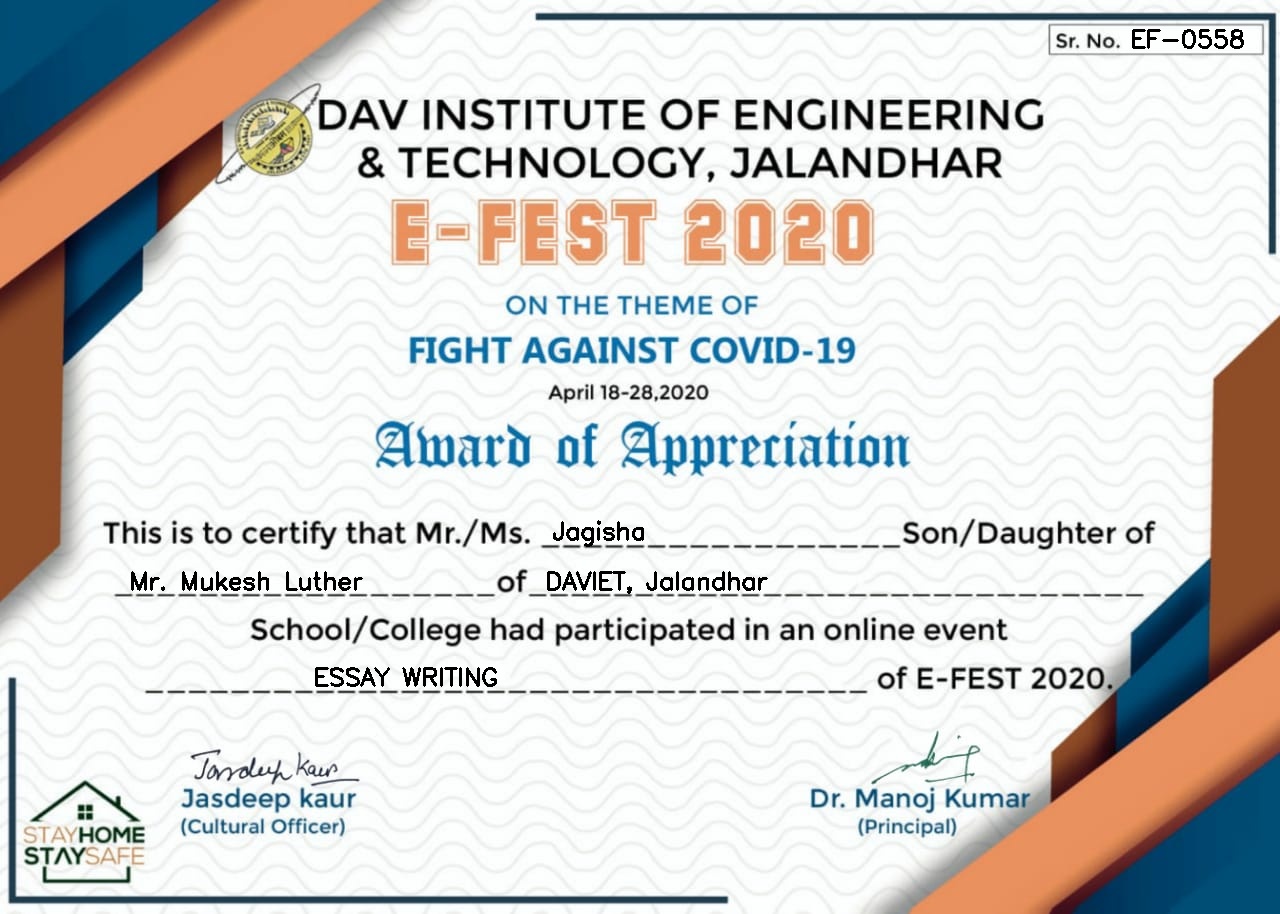 Sr. No. EF-0558
DAV INSTITUTE OF ENGINEERING
& TECHNOLOGY, JALANDHAR
E-FEST 2020
ON THE THEME OF
FIGHT AGAINST COVID-19
April 18-28,2020
Award of Appreciation
This is to certify that Mr./Ms. Jagisha Son/Daughter of
Mr. Mukesh Luther of DAVIET, Jalandhar
School/College had participated in an online event
ESSAY WRITING of E-FEST 2020.
Jasdeep Kaur
Jasdeep kaur
(Cultural Officer)
Dr. Manoj Kumar
(Principal)
STAYHOME
STAYSAFE